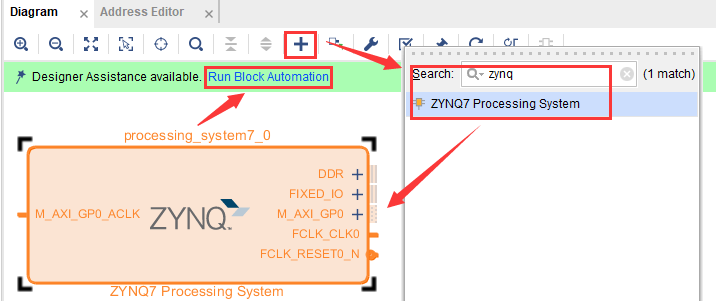 Diagram
Address Editor
Search: zynq (1 match)
Designer Assistance available. Run Block Automation
ZYNQ7 Processing System
processing_system7_0
DDR
FIXED_IO
M_AXI_GP0_ACLK ZYNQ M_AXI_GP0
FCLK_CLK0
FCLK_RESET0_N
ZYNQ7 Processing System